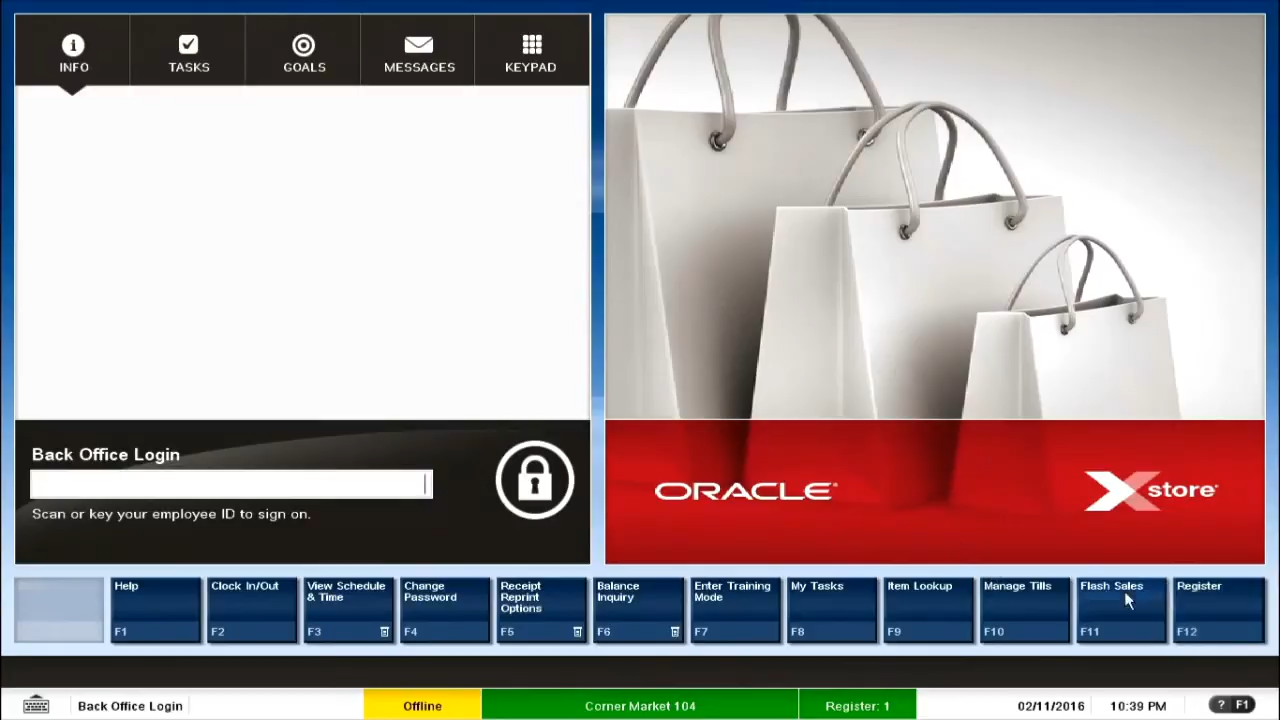 INFO
TASKS
GOALS
MESSAGES
KEYPAD
Back Office Login
Scan or key your employee ID to sign on.
ORACLE®
X store®
Help
F1
Clock In/Out
F2
View Schedule
& Time
F3
Change
Password
F4
Receipt
Reprint
Options
F5
Balance
Inquiry
F6
Enter Training
Mode
F7
My Tasks
F8
Item Lookup
F9
Manage Tills
F10
Flash Sales
F11
Register
F12
Back Office Login
Offline
Corner Market 104
Register: 1
02/11/2016
10:39 PM
? F1